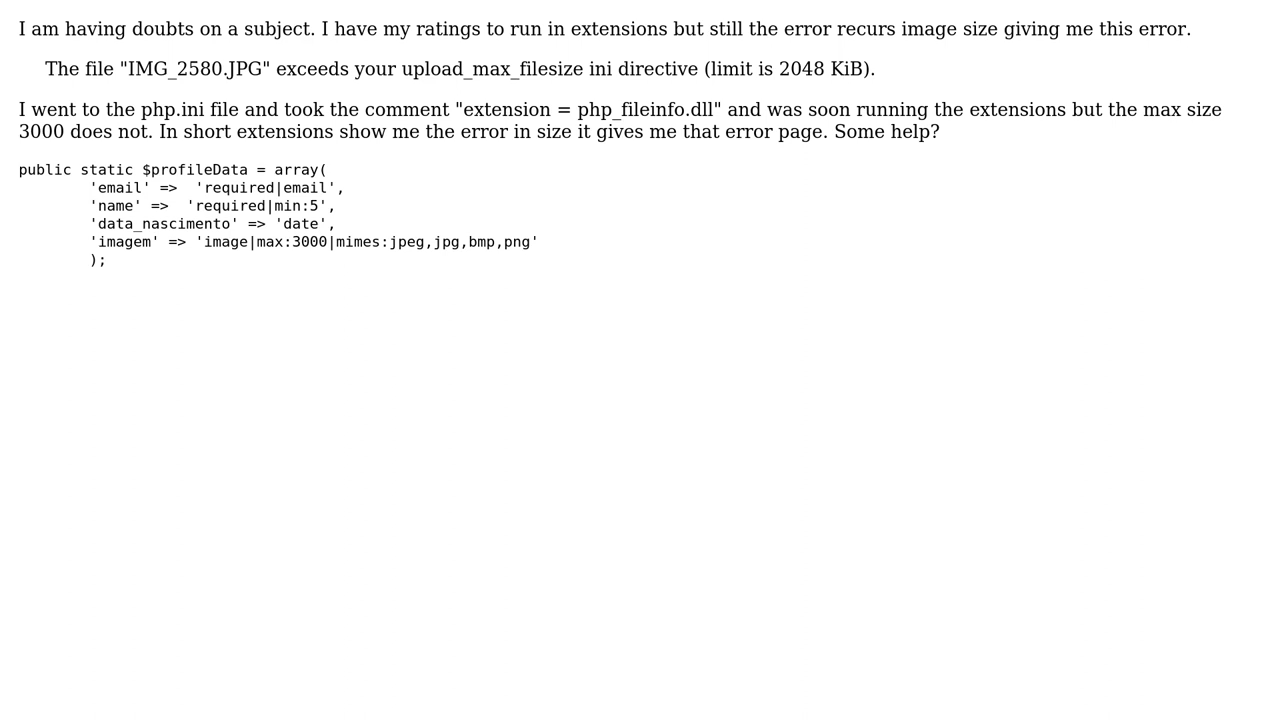 I am having doubts on a subject. I have my ratings to run in extensions but still the error recurs image size giving me this error.
The file "IMG_2580.JPG" exceeds your upload_max_filesize ini directive (limit is 2048 KiB).
I went to the php.ini file and took the comment "extension = php_fileinfo.dll" and was soon running the extensions but the max size
3000 does not. In short extensions show me the error in size it gives me that error page. Some help?
public static $profileData = array(
        'email' =>  'required|email',
        'name' =>  'required|min:5',
        'data_nascimento' => 'date',
        'imagem' => 'image|max:3000|mimes:jpeg,jpg,bmp,png'
        );